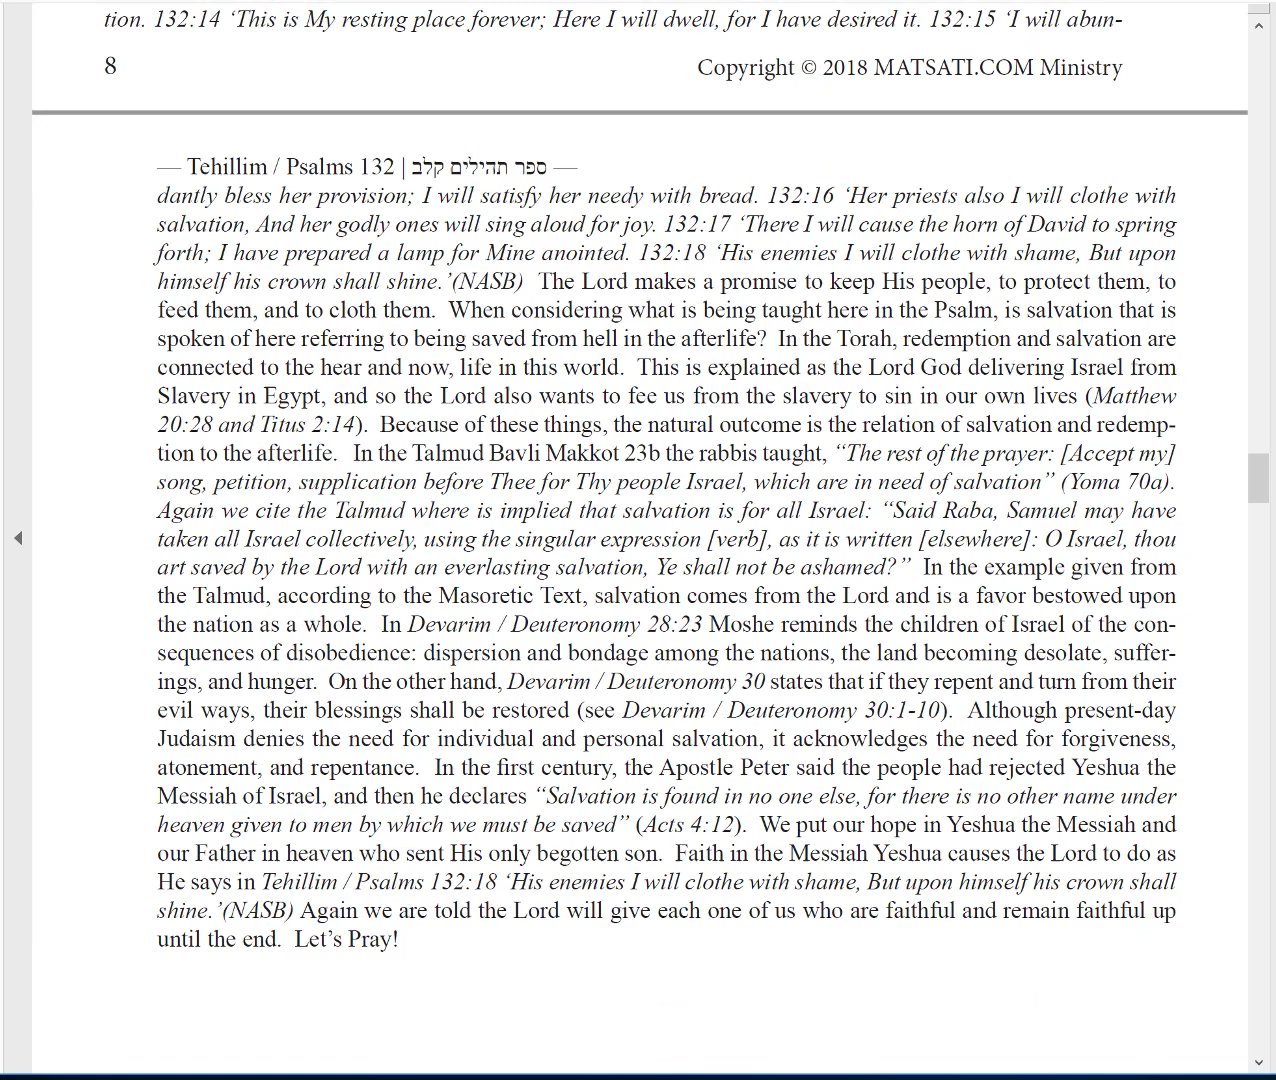 tion. 132:14 ‘This is My resting place forever; Here I will dwell, for I have desired it. 132:15 ‘I will abun-
8 Copyright © 2018 MATSATI.COM Ministry
— Tehillim / Psalms 132 | ספר תהילים קלב —
dantly bless her provision; I will satisfy her needy with bread. 132:16 ‘Her priests also I will clothe with
salvation, And her godly ones will sing aloud for joy. 132:17 ‘There I will cause the horn of David to spring
forth; I have prepared a lamp for Mine anointed. 132:18 ‘His enemies I will clothe with shame, But upon
himself his crown shall shine.’(NASB) The Lord makes a promise to keep His people, to protect them, to
feed them, and to cloth them. When considering what is being taught here in the Psalm, is salvation that is
spoken of here referring to being saved from hell in the afterlife? In the Torah, redemption and salvation are
connected to the hear and now, life in this world. This is explained as the Lord God delivering Israel from
Slavery in Egypt, and so the Lord also wants to fee us from the slavery to sin in our own lives (Matthew
20:28 and Titus 2:14). Because of these things, the natural outcome is the relation of salvation and redemp-
tion to the afterlife. In the Talmud Bavli Makkot 23b the rabbis taught, “The rest of the prayer: [Accept my]
song, petition, supplication before Thee for Thy people Israel, which are in need of salvation” (Yoma 70a).
Again we cite the Talmud where is implied that salvation is for all Israel: “Said Raba, Samuel may have
taken all Israel collectively, using the singular expression [verb], as it is written [elsewhere]: O Israel, thou
art saved by the Lord with an everlasting salvation, Ye shall not be ashamed?” In the example given from
the Talmud, according to the Masoretic Text, salvation comes from the Lord and is a favor bestowed upon
the nation as a whole. In Devarim / Deuteronomy 28:23 Moshe reminds the children of Israel of the con-
sequences of disobedience: dispersion and bondage among the nations, the land becoming desolate, suffer-
ings, and hunger. On the other hand, Devarim / Deuteronomy 30 states that if they repent and turn from their
evil ways, their blessings shall be restored (see Devarim / Deuteronomy 30:1-10). Although present-day
Judaism denies the need for individual and personal salvation, it acknowledges the need for forgiveness,
atonement, and repentance. In the first century, the Apostle Peter said the people had rejected Yeshua the
Messiah of Israel, and then he declares “Salvation is found in no one else, for there is no other name under
heaven given to men by which we must be saved” (Acts 4:12). We put our hope in Yeshua the Messiah and
our Father in heaven who sent His only begotten son. Faith in the Messiah Yeshua causes the Lord to do as
He says in Tehillim / Psalms 132:18 ‘His enemies I will clothe with shame, But upon himself his crown shall
shine.’(NASB) Again we are told the Lord will give each one of us who are faithful and remain faithful up
until the end. Let’s Pray!